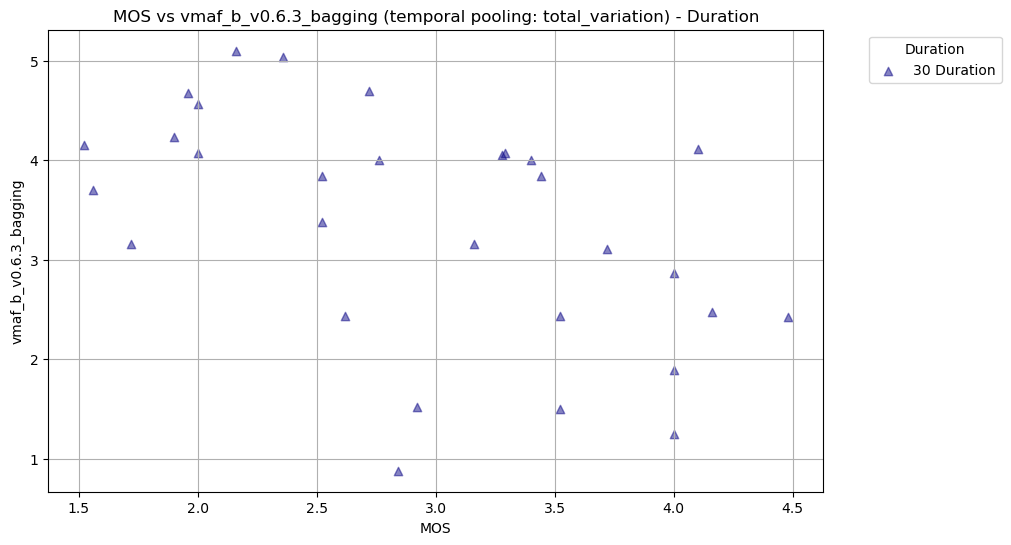 MOS vs vmaf_b_v0.6.3_bagging (temporal pooling: total_variation) - Duration
Duration
30 Duration
vmaf_b_v0.6.3_bagging
5
4
3
2
1
1.5 2.0 2.5 3.0 3.5 4.0 4.5
MOS